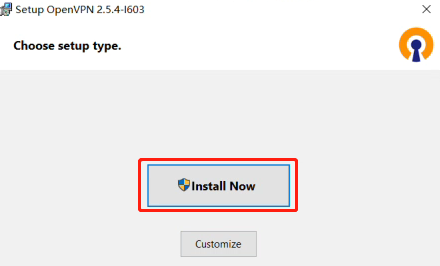 Setup OpenVPN 2.5.4-I603
Choose setup type.
Install Now
Customize